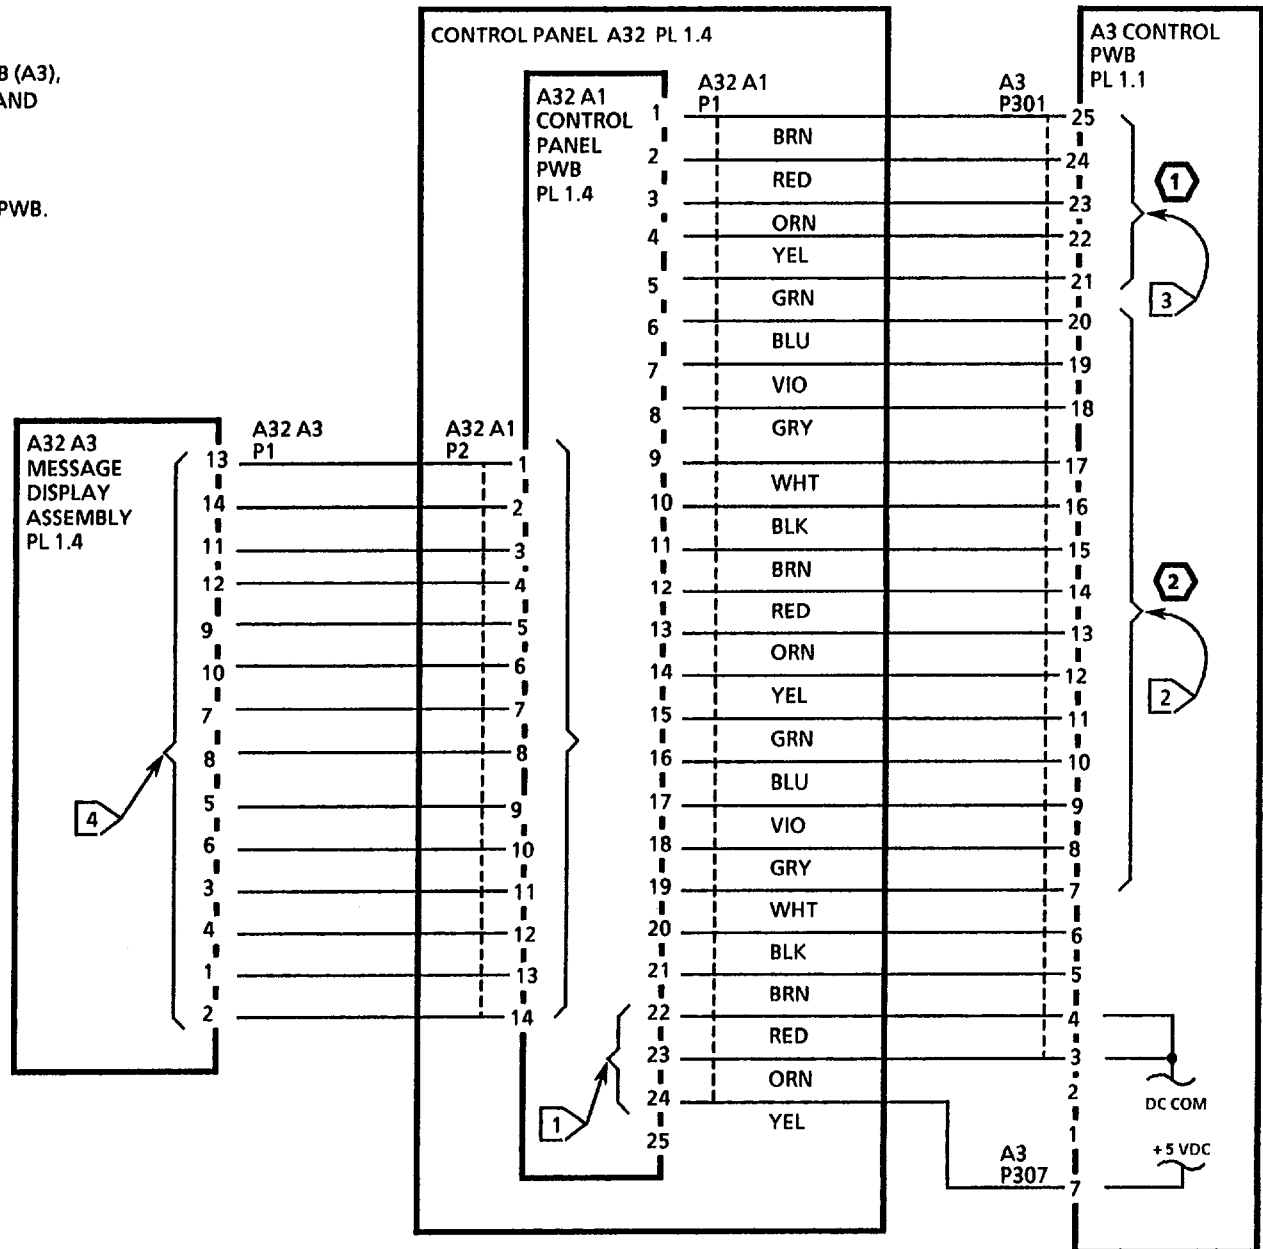 B (A3),
AND
PWB.
CONTROL PANEL A32 PL 1.4
A3 CONTROL
PWB
PL 1.1
A32 A1
CONTROL
PANEL
PWB
PL 1.4
A32 A1
P1
A3
P301
1 BRN 25
2 RED 24
3 ORN 23
4 YEL 22
5 GRN 21
6 BLU 20
7 VIO 19
8 GRY 18
9 WHT 17
10 BLK 16
11 BRN 15
12 RED 14
13 ORN 13
14 YEL 12
15 GRN 11
16 BLU 10
17 VIO 9
18 GRY 8
19 WHT 7
20 BLK 6
21 BRN 5
22 RED 4
23 ORN 3
24 YEL 2
25 1
A3
P307
7
DC COM
+5 VDC
1
3
2
2
1
A32 A3
MESSAGE
DISPLAY
ASSEMBLY
PL 1.4
A32 A3
P1
A32 A1
P2
13 1
14 2
11 3
12 4
9 5
10 6
7 7
8 8
5 9
6 10
3 11
4 12
1 13
2 14
4